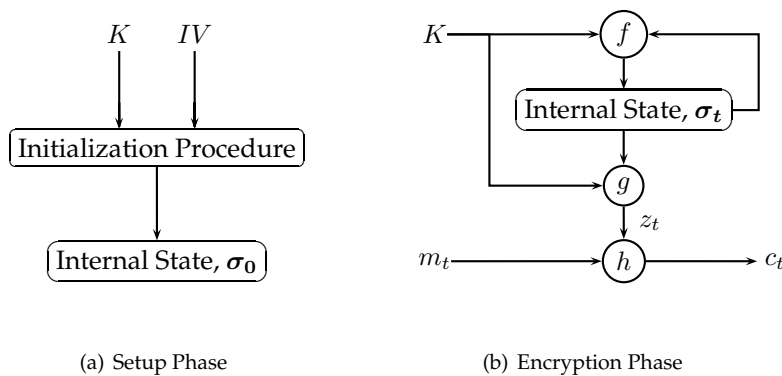 K IV
Initialization Procedure
Internal State, σ₀
(a) Setup Phase
K f
Internal State, σₜ
g
zₜ
mₜ h cₜ
(b) Encryption Phase